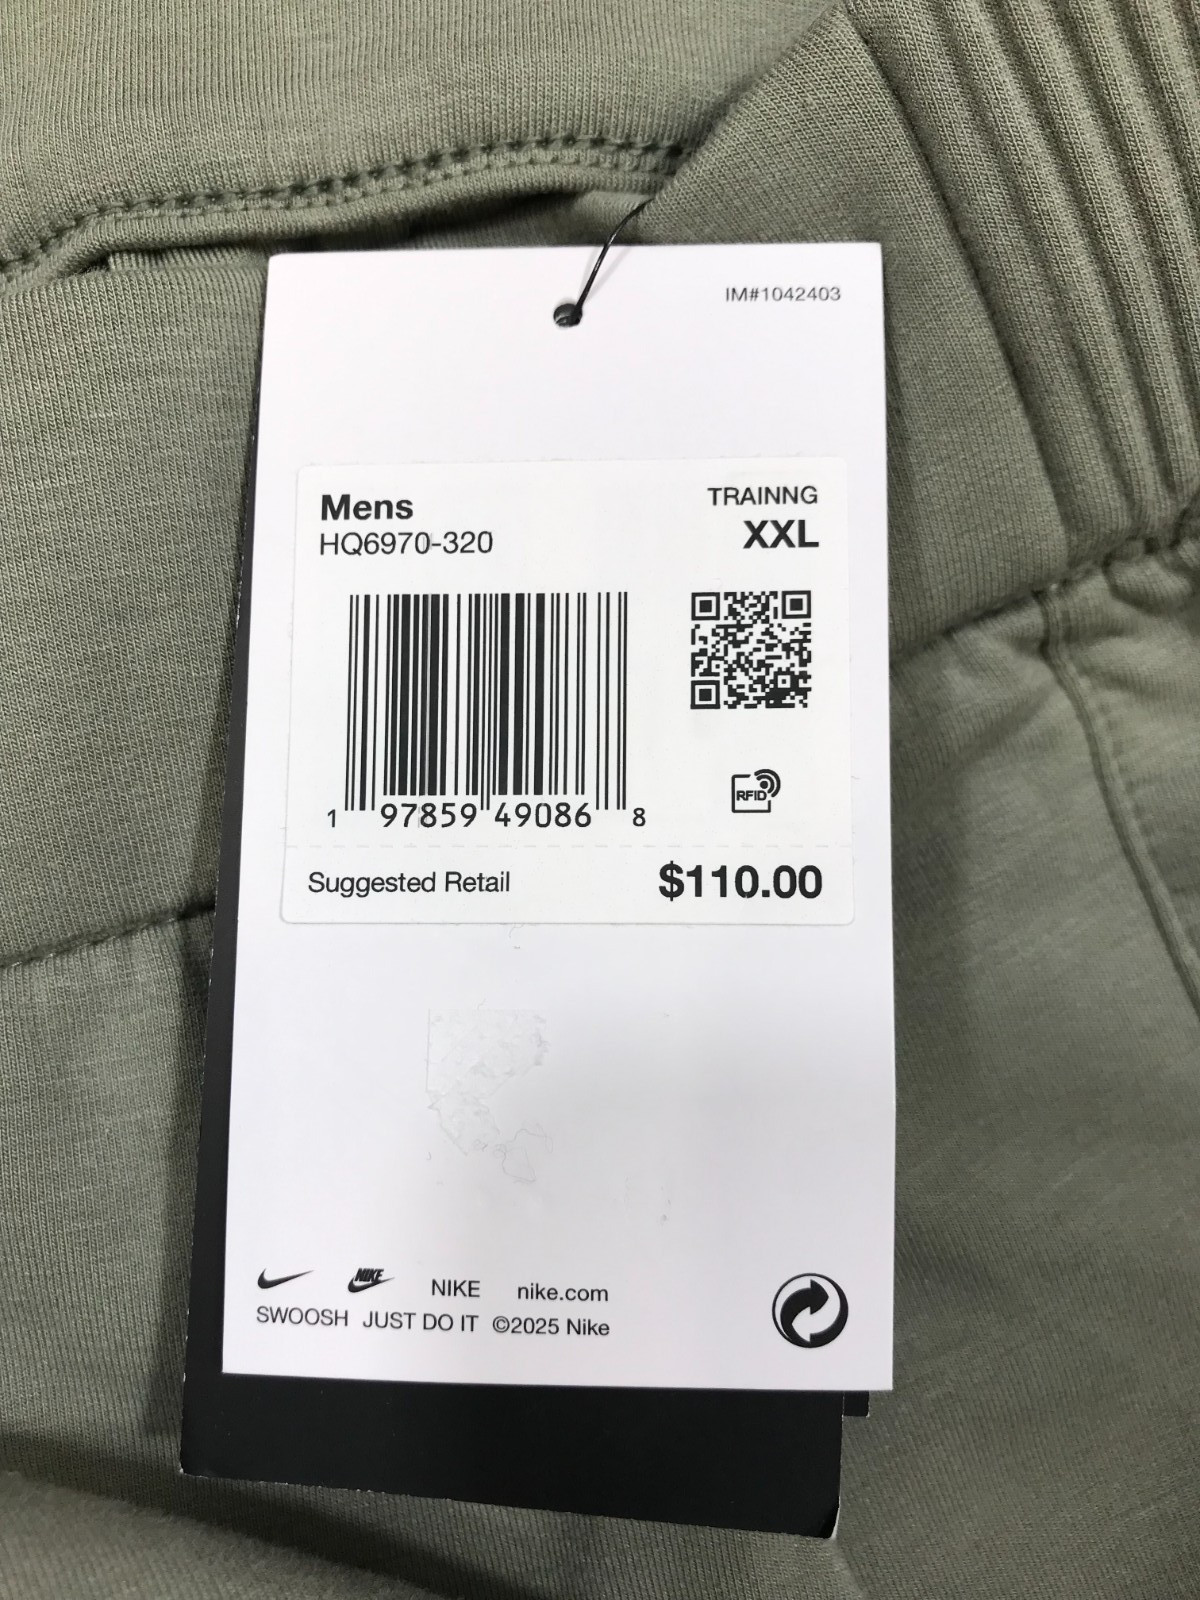 IM#1042403
Mens
TRAINNG
HQ6970-320
XXL
1 97859 49086 8
RFID
Suggested Retail
$110.00
NIKE NIKE nike.com
SWOOSH JUST DO IT ©2025 Nike